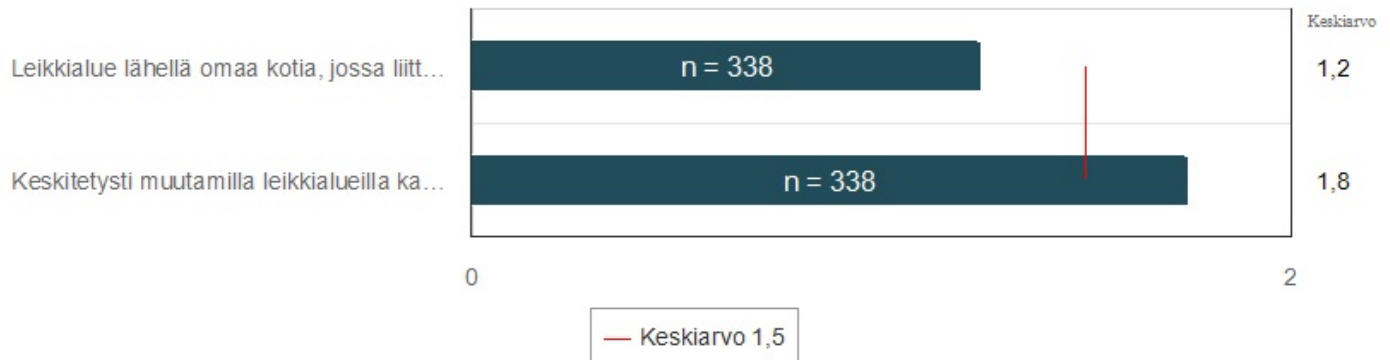 Keskiarvo
Leikkialue lähellä omaa kotia, jossa liitt… n = 338 1,2
Keskitetysti muutamilla leikkialueilla ka… n = 338 1,8
0 2
Keskiarvo 1,5